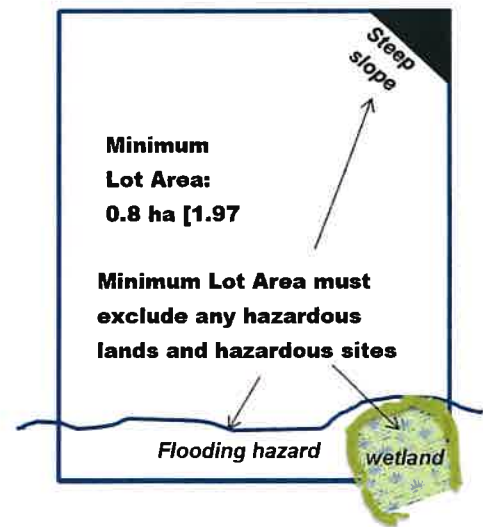 Steep
slope
Minimum
Lot Area:
0.8 ha [1.97
Minimum Lot Area must
exclude any hazardous
lands and hazardous sites
Flooding hazard
wetland